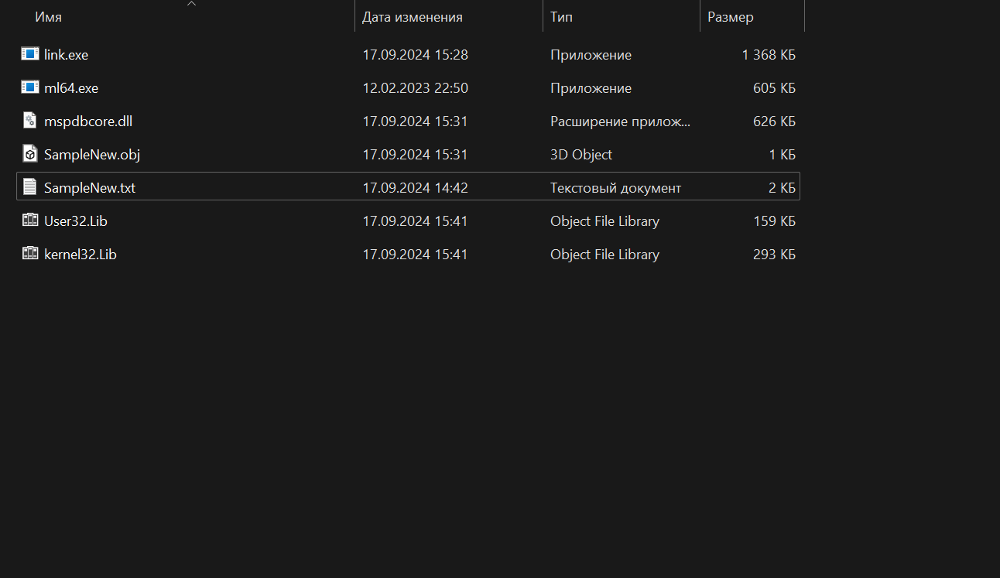 Имя Дата изменения Тип Размер
link.exe 17.09.2024 15:28 Приложение 1 368 КБ
ml64.exe 12.02.2023 22:50 Приложение 605 КБ
mspdbcore.dll 17.09.2024 15:31 Расширение прилож... 626 КБ
SampleNew.obj 17.09.2024 15:31 3D Object 1 КБ
SampleNew.txt 17.09.2024 14:42 Текстовый документ 2 КБ
User32.Lib 17.09.2024 15:41 Object File Library 159 КБ
kernel32.Lib 17.09.2024 15:41 Object File Library 293 КБ